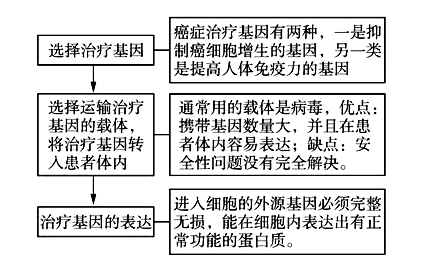 选择治疗基因
癌症治疗基因有两种，一是抑
制癌细胞增生的基因，另一类
是提高人体免疫力的基因
选择运输治疗
基因的载体，
将治疗基因转
入患者体内
通常用的载体是病毒，优点：
携带基因数量大，并且在患
者体内容易表达；缺点：安
全性问题没有完全解决。
治疗基因的表达
进入细胞的外源基因必须完整
无损，能在细胞内表达出有正
常功能的蛋白质。